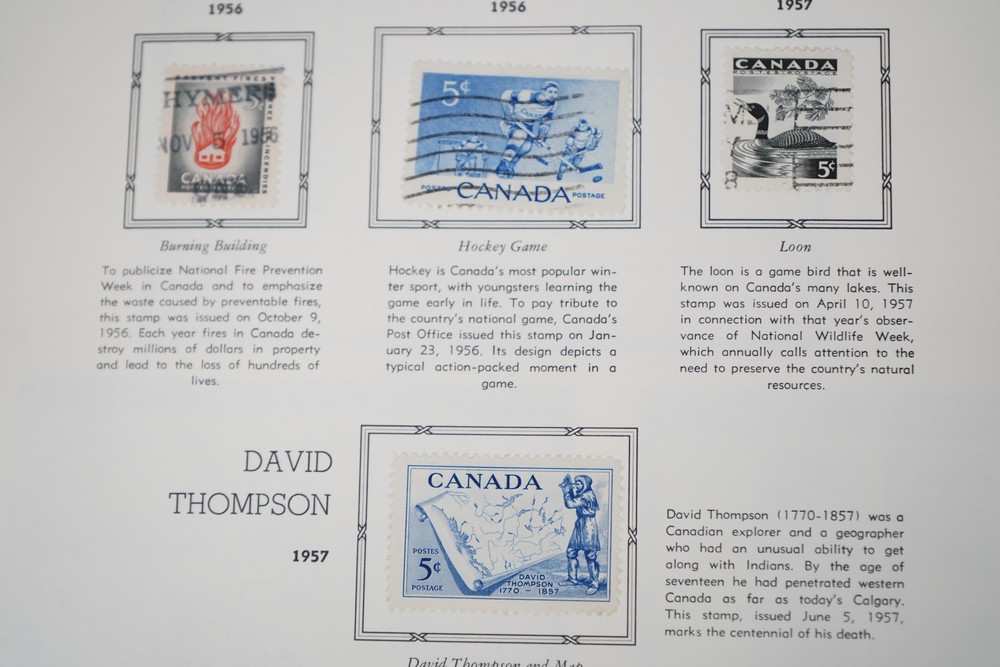 1956
PREVENT FIRES
5¢
HYMERS
NOV 5 1956
CANADA
Burning Building
To publicize National Fire Prevention
Week in Canada and to emphasize
the waste caused by preventable fires,
this stamp was issued on October 9,
1956. Each year fires in Canada de-
stroy millions of dollars in property
and lead to the loss of hundreds of
lives.
1956
5¢
POSTES CANADA POSTAGE
Hockey Game
Hockey is Canada's most popular win-
ter sport, with youngsters learning the
game early in life. To pay tribute to
the country's national game, Canada's
Post Office issued this stamp on Jan-
uary 23, 1956. Its design depicts a
typical action-packed moment in a
game.
1957
CANADA
POSTES-POSTAGE
5¢
Loon
The loon is a game bird that is well-
known on Canada's many lakes. This
stamp was issued on April 10, 1957
in connection with that year's obser-
vance of National Wildlife Week,
which annually calls attention to the
need to preserve the country's natural
resources.
DAVID
THOMPSON
1957
CANADA
POSTES
5¢
POSTAGE
DAVID
THOMPSON
1770 - 1857
David Thompson and Map
David Thompson (1770-1857) was a
Canadian explorer and a geographer
who had an unusual ability to get
along with Indians. By the age of
seventeen he had penetrated western
Canada as far as today's Calgary.
This stamp, issued June 5, 1957,
marks the centennial of his death.